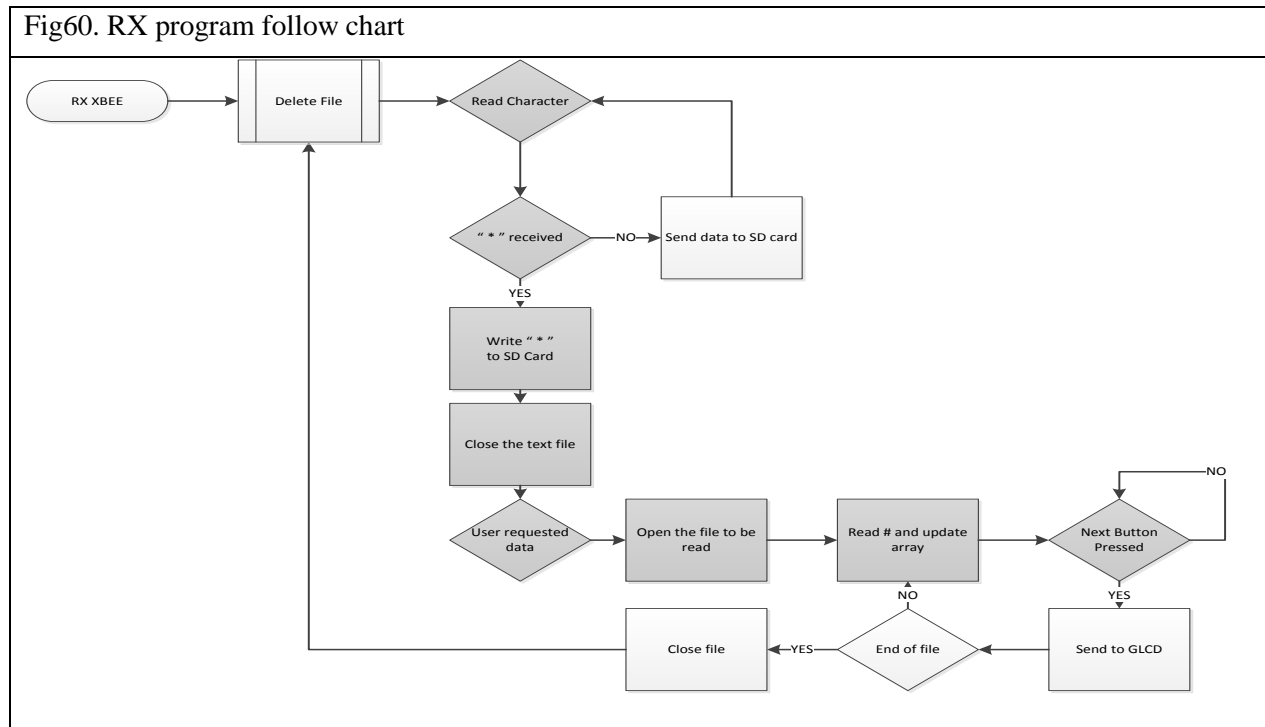 Fig60. RX program follow chart
RX XBEE
Delete File
Read Character
“ * ” received
NO
Send data to SD card
YES
Write “ * ”
to SD Card
Close the text file
User requested
data
Open the file to be
read
Read # and update
array
Next Button
Pressed
NO
YES
Send to GLCD
End of file
NO
YES
Close file